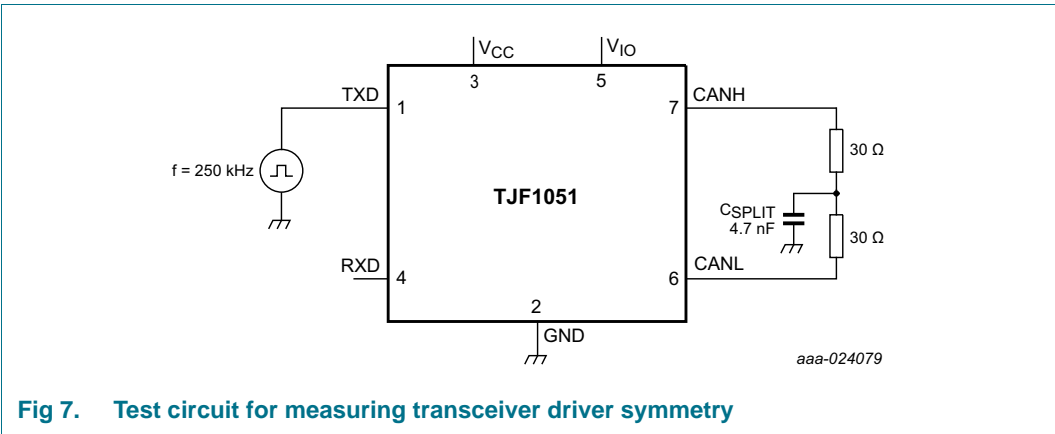 VCC
VIO
3
5
TXD
1
7
CANH
f = 250 kHz
30 Ω
TJF1051
CSPLIT
4.7 nF
30 Ω
RXD
4
6
CANL
2
GND
aaa-024079
Fig 7. Test circuit for measuring transceiver driver symmetry